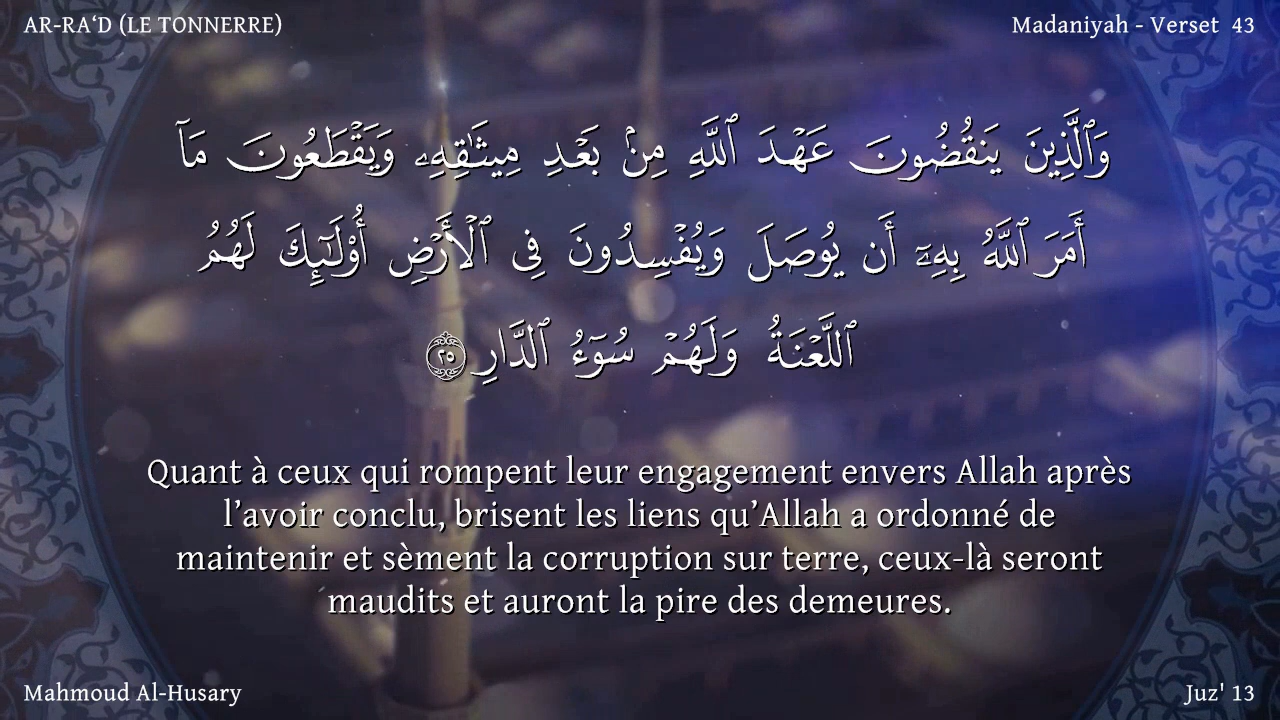 AR-RA‘D (LE TONNERRE)
Madaniyah - Verset 43
وَٱلَّذِينَ يَنقُضُونَ عَهْدَ ٱللَّهِ مِنۢ بَعْدِ مِيثَٰقِهِۦ وَيَقْطَعُونَ مَآ
أَمَرَ ٱللَّهُ بِهِۦٓ أَن يُوصَلَ وَيُفْسِدُونَ فِى ٱلْأَرْضِ أُو۟لَٰٓئِكَ لَهُمُ
ٱللَّعْنَةُ وَلَهُمْ سُوٓءُ ٱلدَّارِ ٢٥
Quant à ceux qui rompent leur engagement envers Allah après
l’avoir conclu, brisent les liens qu’Allah a ordonné de
maintenir et sèment la corruption sur terre, ceux-là seront
maudits et auront la pire des demeures.
Mahmoud Al-Husary
Juz' 13